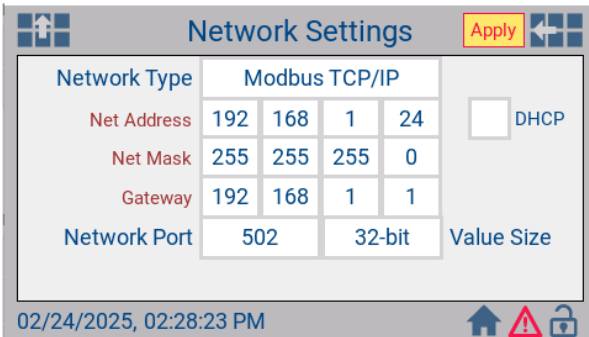 Network Settings Apply
Network Type Modbus TCP/IP
Net Address 192 168 1 24 DHCP
Net Mask 255 255 255 0
Gateway 192 168 1 1
Network Port 502 32-bit Value Size
02/24/2025, 02:28:23 PM